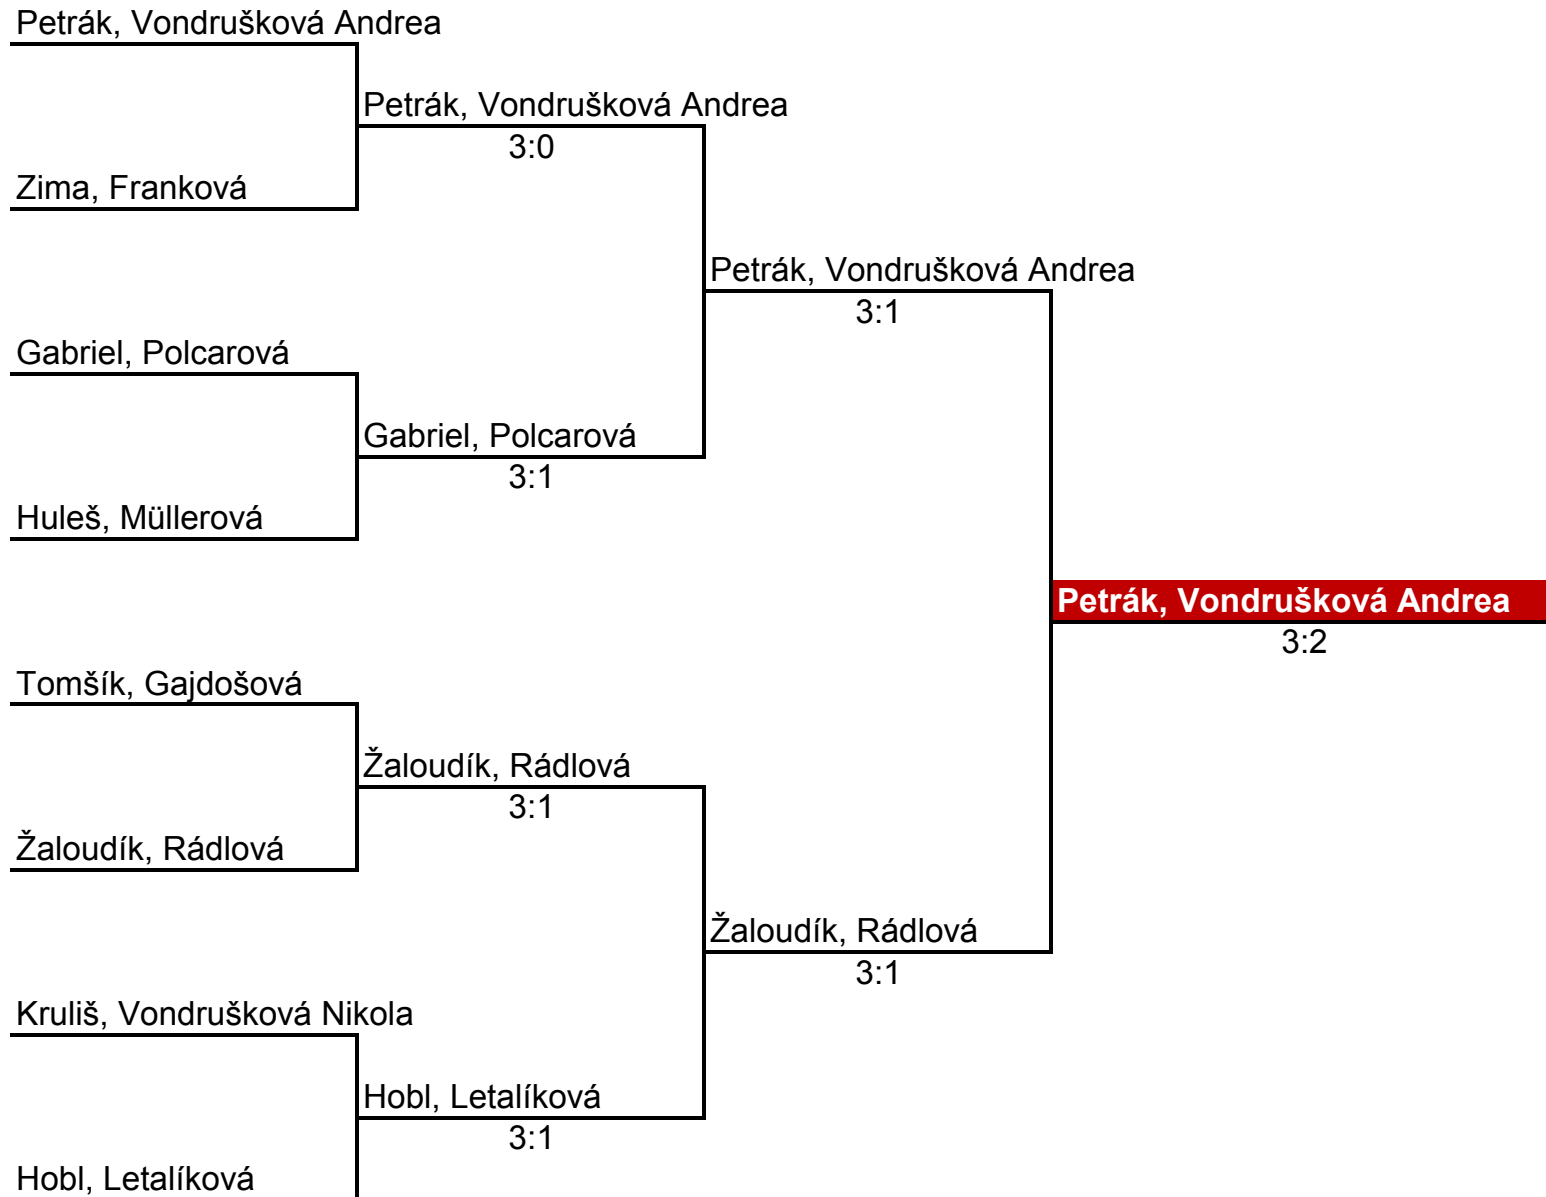 Petrák, Vondrušková Andrea
Petrák, Vondrušková Andrea
3:0
Zima, Franková
Petrák, Vondrušková Andrea
3:1
Gabriel, Polcarová
Gabriel, Polcarová
3:1
Huleš, Müllerová
Petrák, Vondrušková Andrea
3:2
Tomšík, Gajdošová
Žaloudík, Rádlová
3:1
Žaloudík, Rádlová
Žaloudík, Rádlová
3:1
Kruliš, Vondrušková Nikola
Hobl, Letalíková
3:1
Hobl, Letalíková